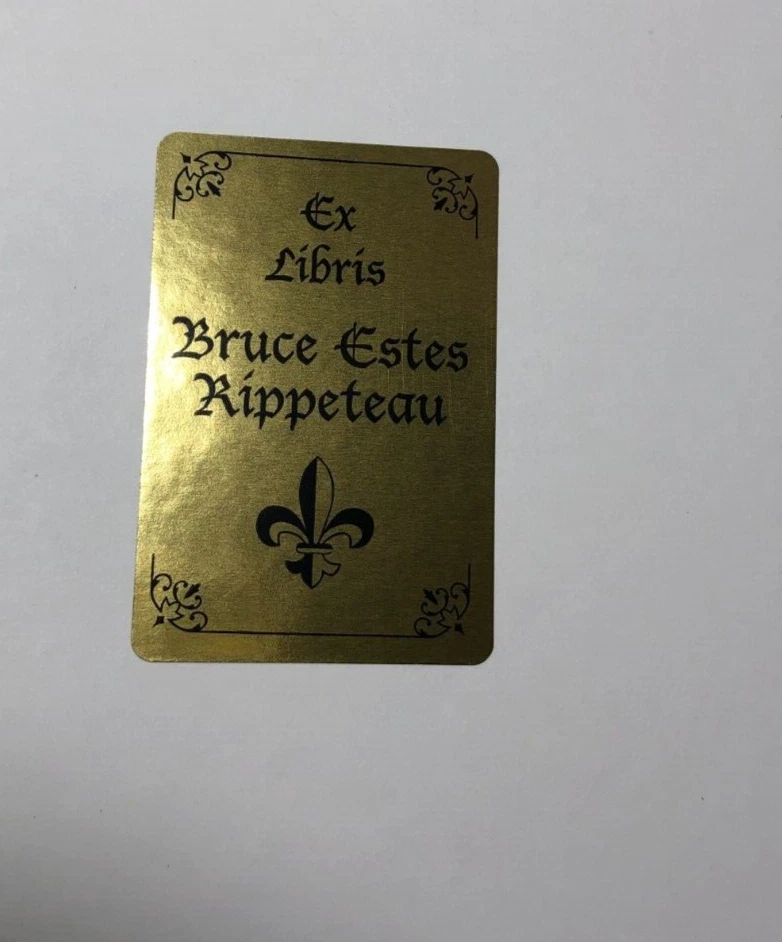 Ex
Libris
Bruce Estes
Rippeteau